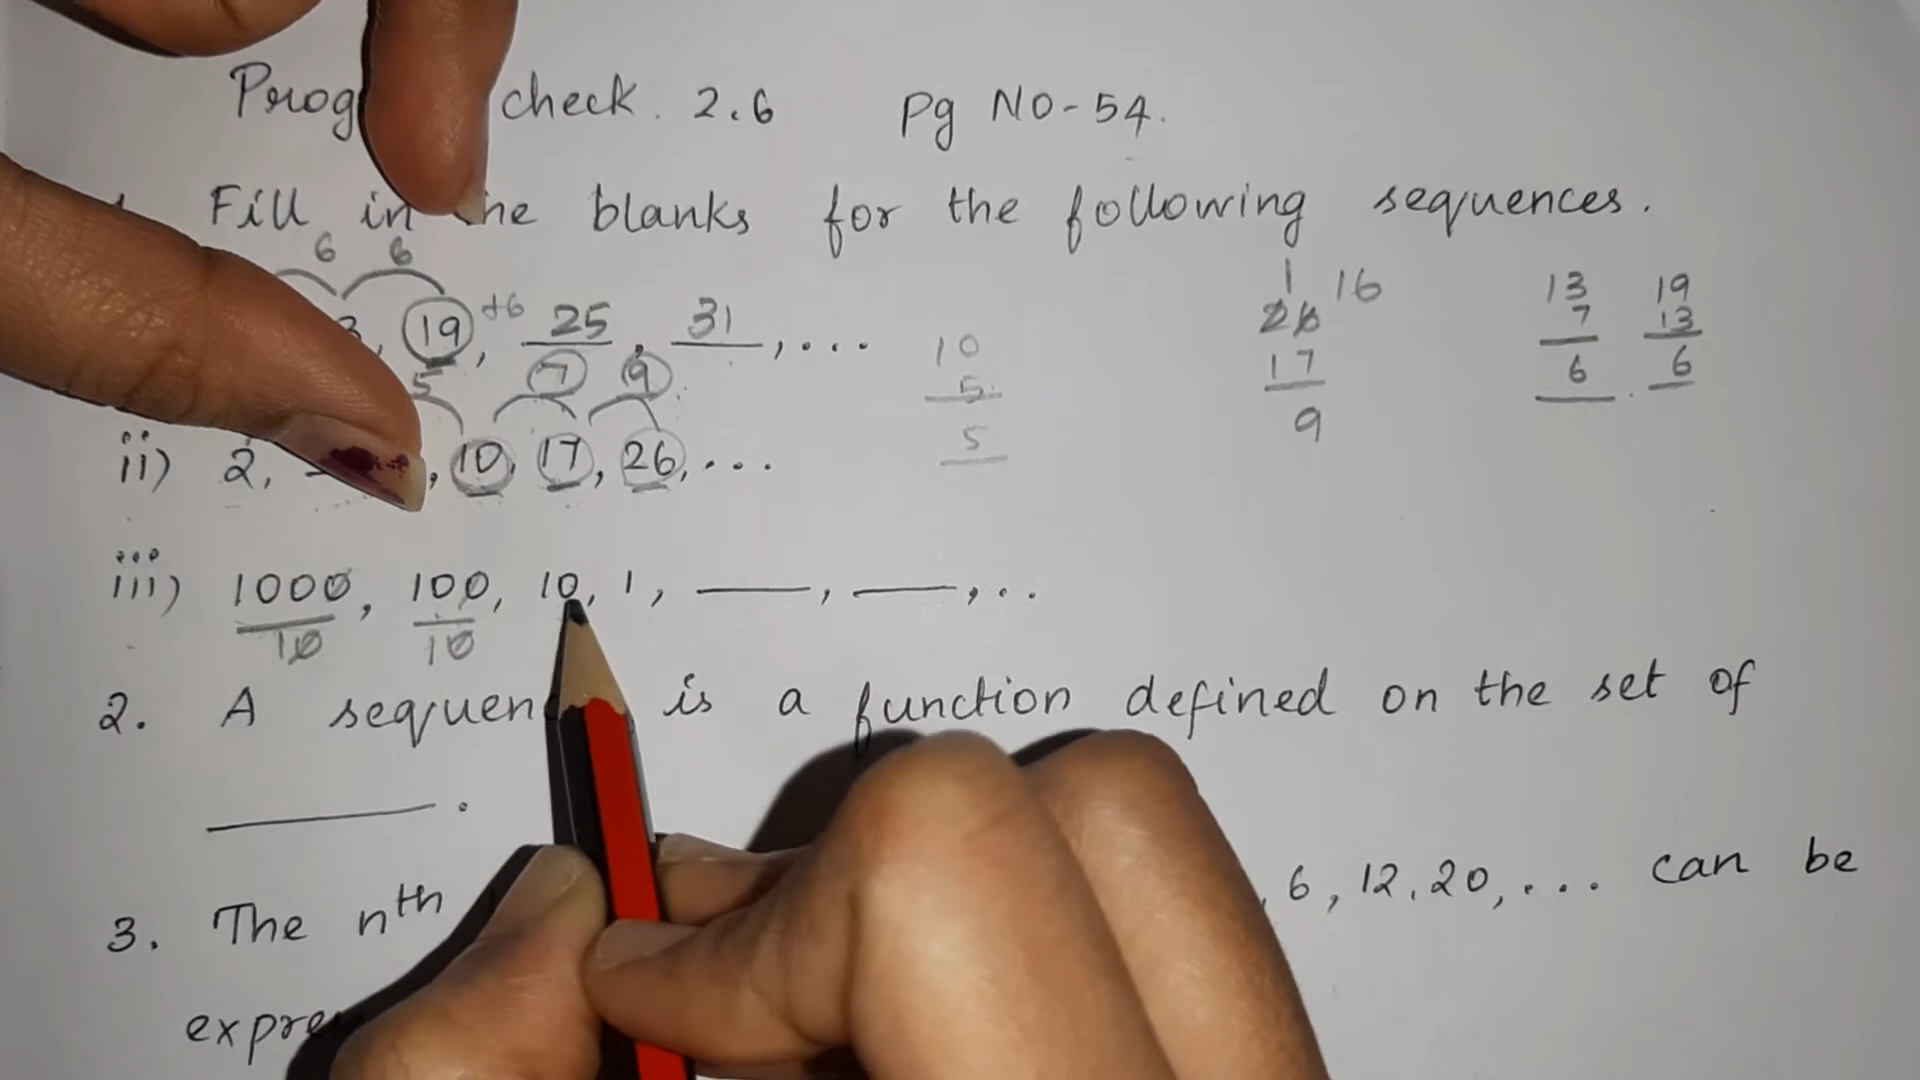 check. 2.6 Pg NO-54.
Fill in the blanks for the following sequences.
6 6
19, +6 25, 31, ...
5 7 9
ii) 2, , 10, 17, 26, ...
10
5
5
1 16
26
17
9
13
7
6
19
13
6
iii) 1000, 100, 10, 1, ___, ___, ...
10 10
2. A is a function defined on the set of
___.
3. The nth 6, 12, 20, ... can be